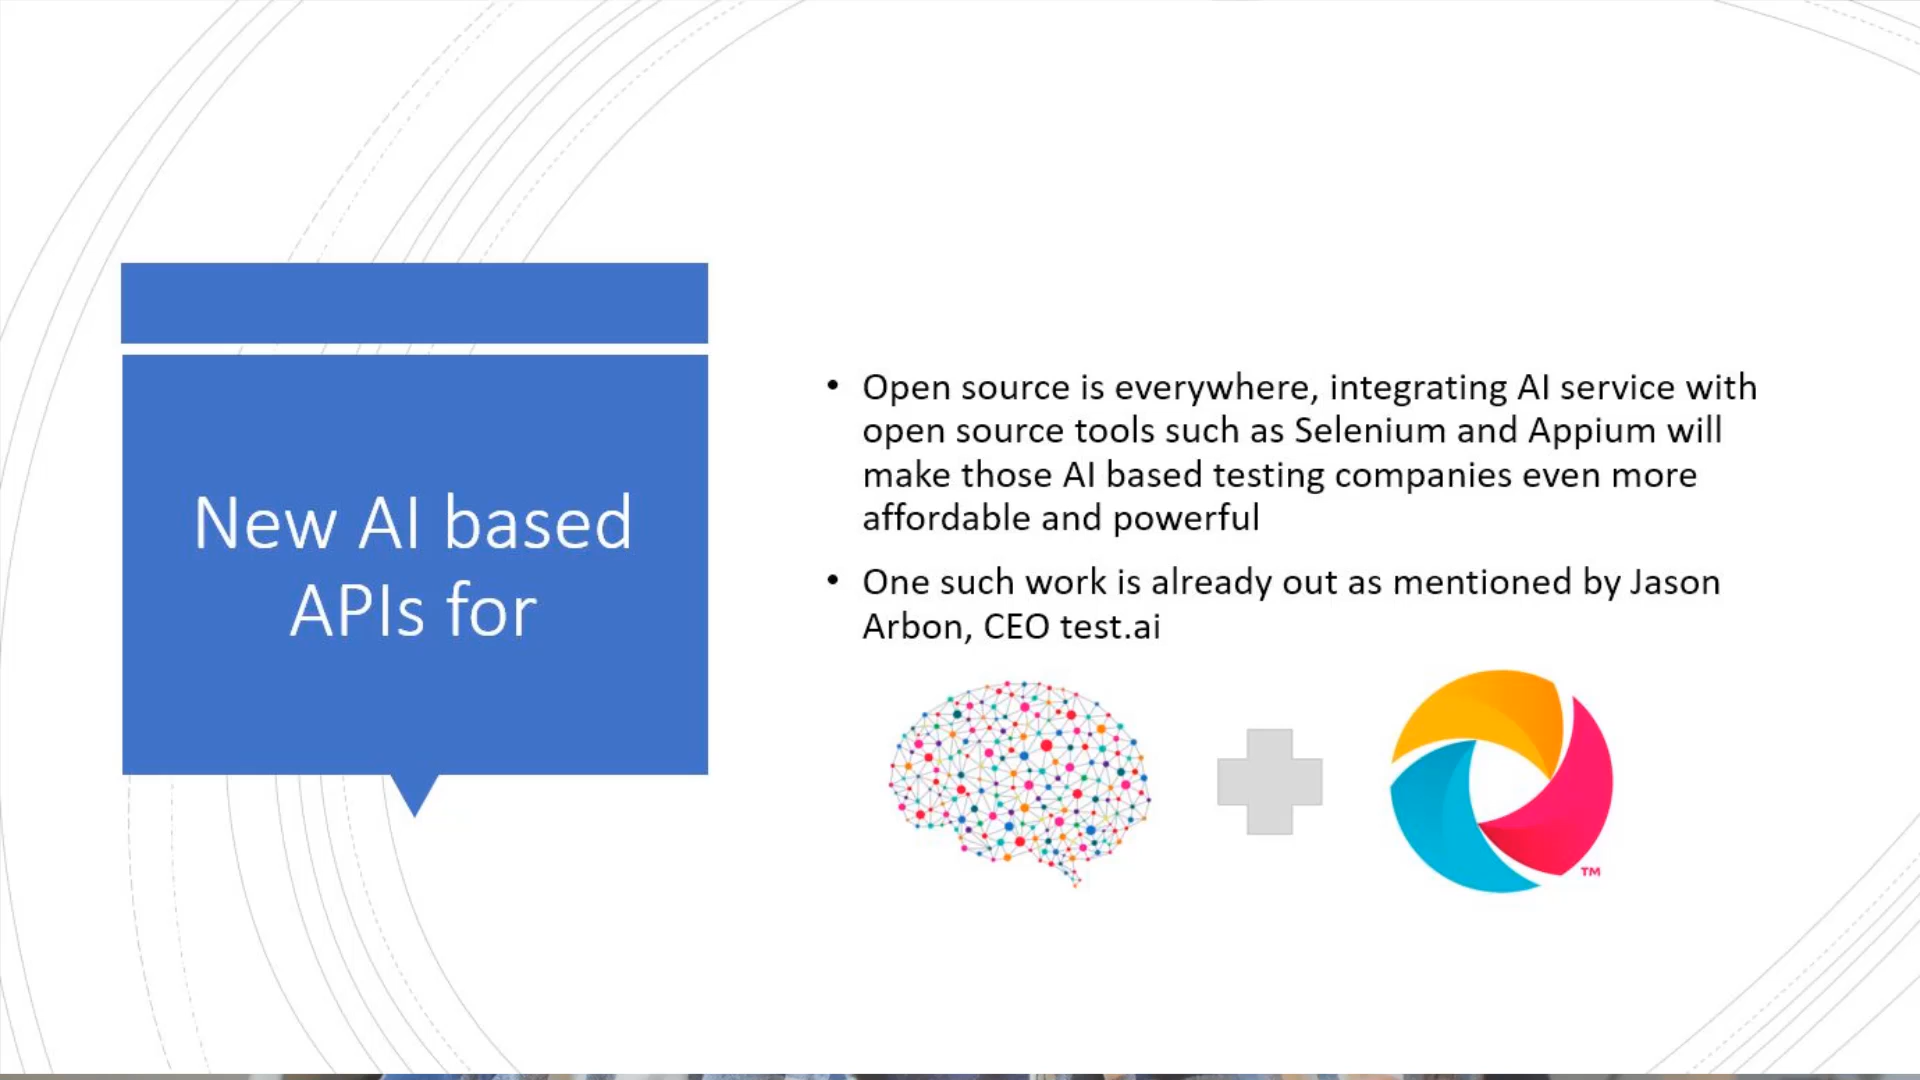 New AI based
APIs for
• Open source is everywhere, integrating AI service with
open source tools such as Selenium and Appium will
make those AI based testing companies even more
affordable and powerful
• One such work is already out as mentioned by Jason
Arbon, CEO test.ai
TM